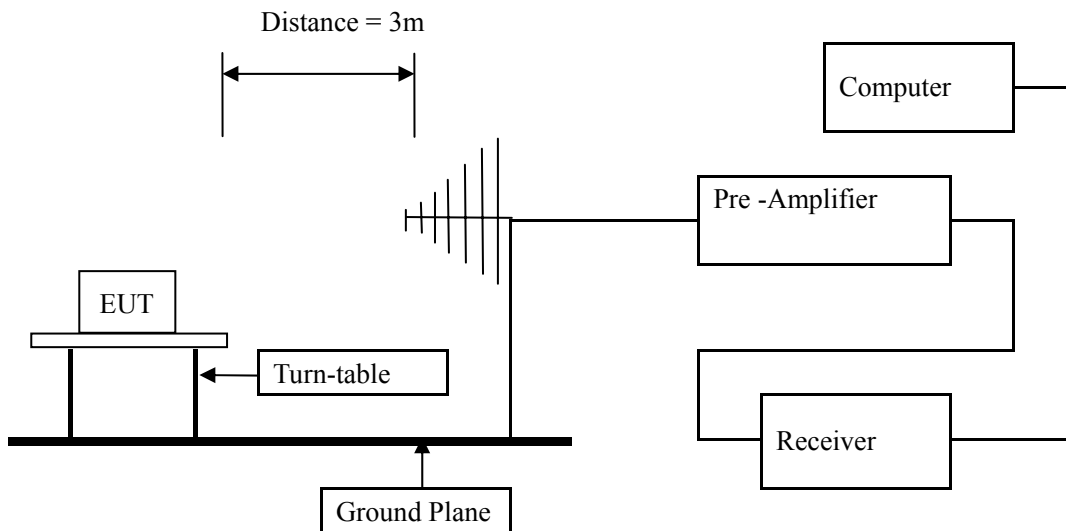 Distance = 3m
Computer
Pre -Amplifier
EUT
Turn-table
Receiver
Ground Plane